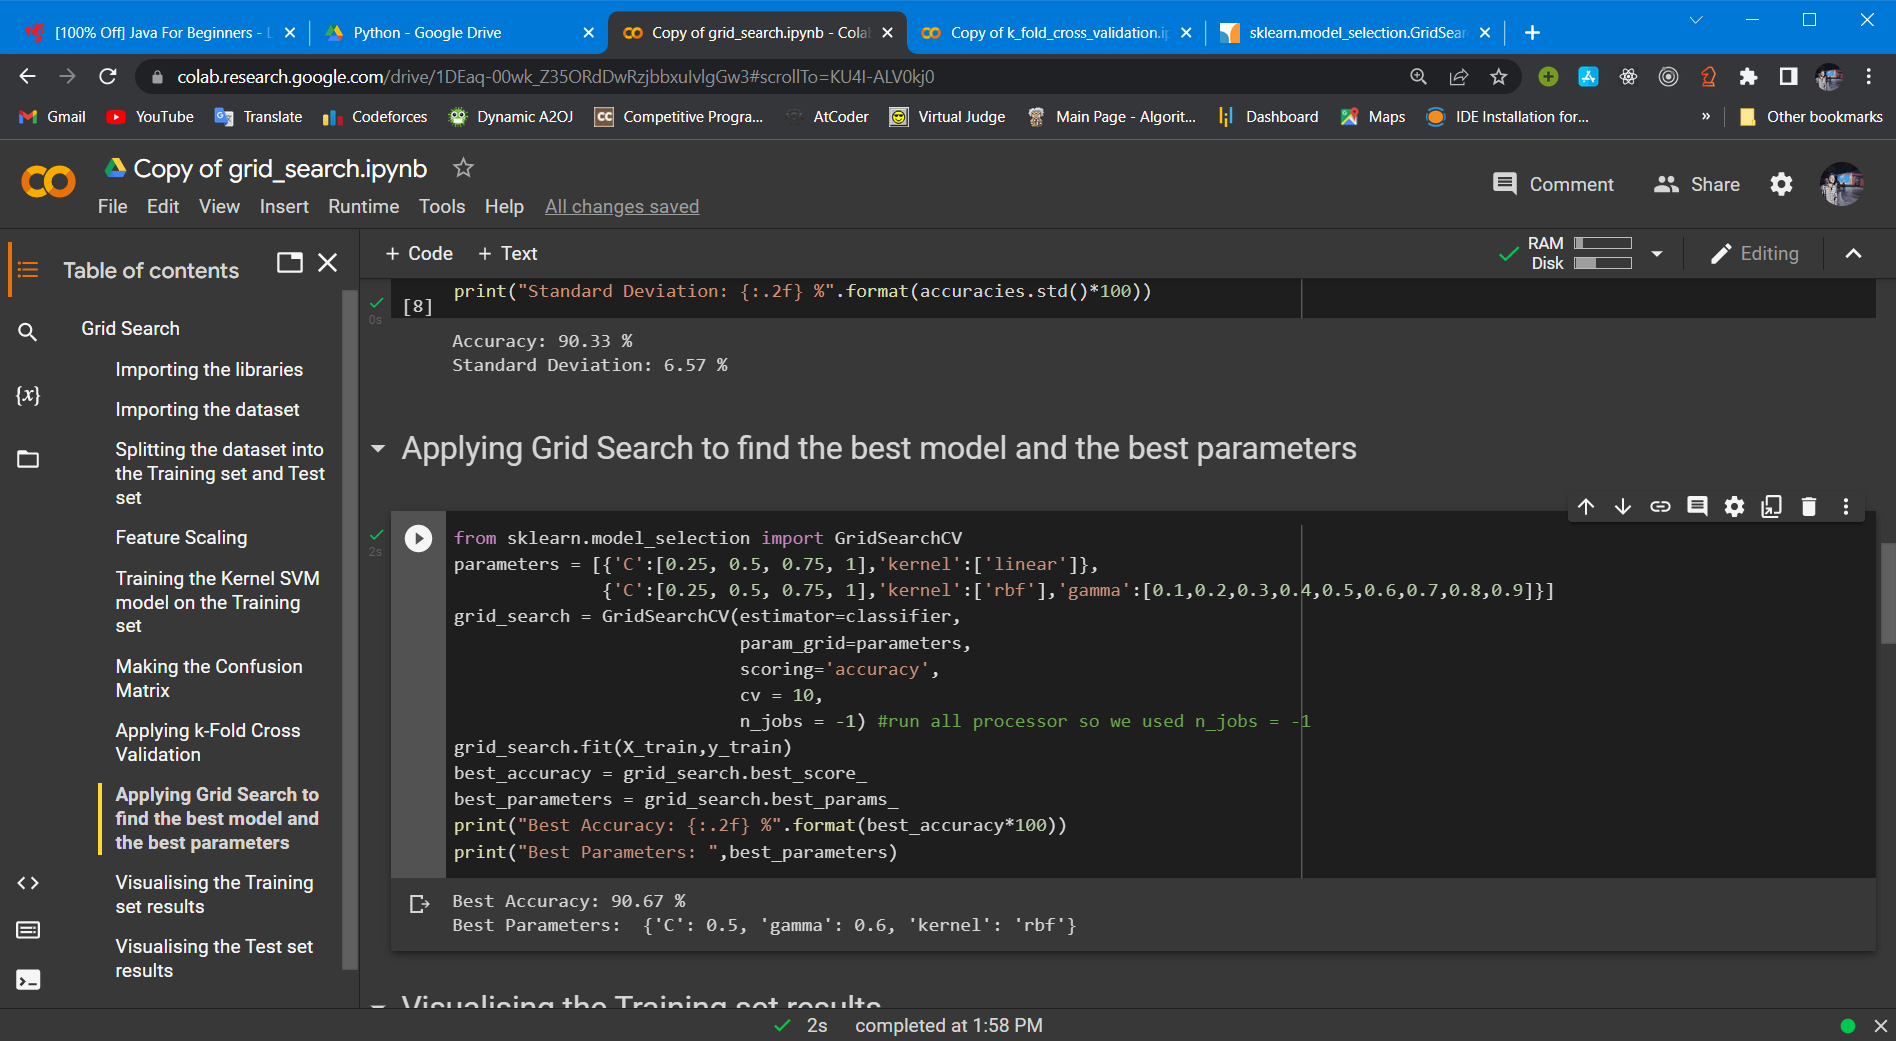 [100% Off] Java For Beginners - L
Python - Google Drive
Copy of grid_search.ipynb - Colab
Copy of k_fold_cross_validation.ip
sklearn.model_selection.GridSear
colab.research.google.com/drive/1DEaq-00wk_Z35ORdDwRzjbbxuIvlgGw3#scrollTo=KU4I-ALV0kj0
Gmail
YouTube
Translate
Codeforces
Dynamic A2OJ
Competitive Progra...
AtCoder
Virtual Judge
Main Page - Algorit...
Dashboard
Maps
IDE Installation for...
»
Other bookmarks
Copy of grid_search.ipynb
Comment
Share
File Edit View Insert Runtime Tools Help All changes saved
Table of contents
+ Code + Text
RAM
Disk
Editing
Grid Search
Importing the libraries
Importing the dataset
Splitting the dataset into
the Training set and Test
set
Feature Scaling
Training the Kernel SVM
model on the Training
set
Making the Confusion
Matrix
Applying k-Fold Cross
Validation
Applying Grid Search to
find the best model and
the best parameters
Visualising the Training
set results
Visualising the Test set
results
{x}
[8]
0s
print("Standard Deviation: {:.2f} %".format(accuracies.std()*100))
Accuracy: 90.33 %
Standard Deviation: 6.57 %
Applying Grid Search to find the best model and the best parameters
2s
from sklearn.model_selection import GridSearchCV
parameters = [{'C':[0.25, 0.5, 0.75, 1],'kernel':['linear']},
{'C':[0.25, 0.5, 0.75, 1],'kernel':['rbf'],'gamma':[0.1,0.2,0.3,0.4,0.5,0.6,0.7,0.8,0.9]}]
grid_search = GridSearchCV(estimator=classifier,
param_grid=parameters,
scoring='accuracy',
cv = 10,
n_jobs = -1) #run all processor so we used n_jobs = -1
grid_search.fit(X_train,y_train)
best_accuracy = grid_search.best_score_
best_parameters = grid_search.best_params_
print("Best Accuracy: {:.2f} %".format(best_accuracy*100))
print("Best Parameters: ",best_parameters)
Best Accuracy: 90.67 %
Best Parameters:  {'C': 0.5, 'gamma': 0.6, 'kernel': 'rbf'}
Visualising the Training set results
2s completed at 1:58 PM